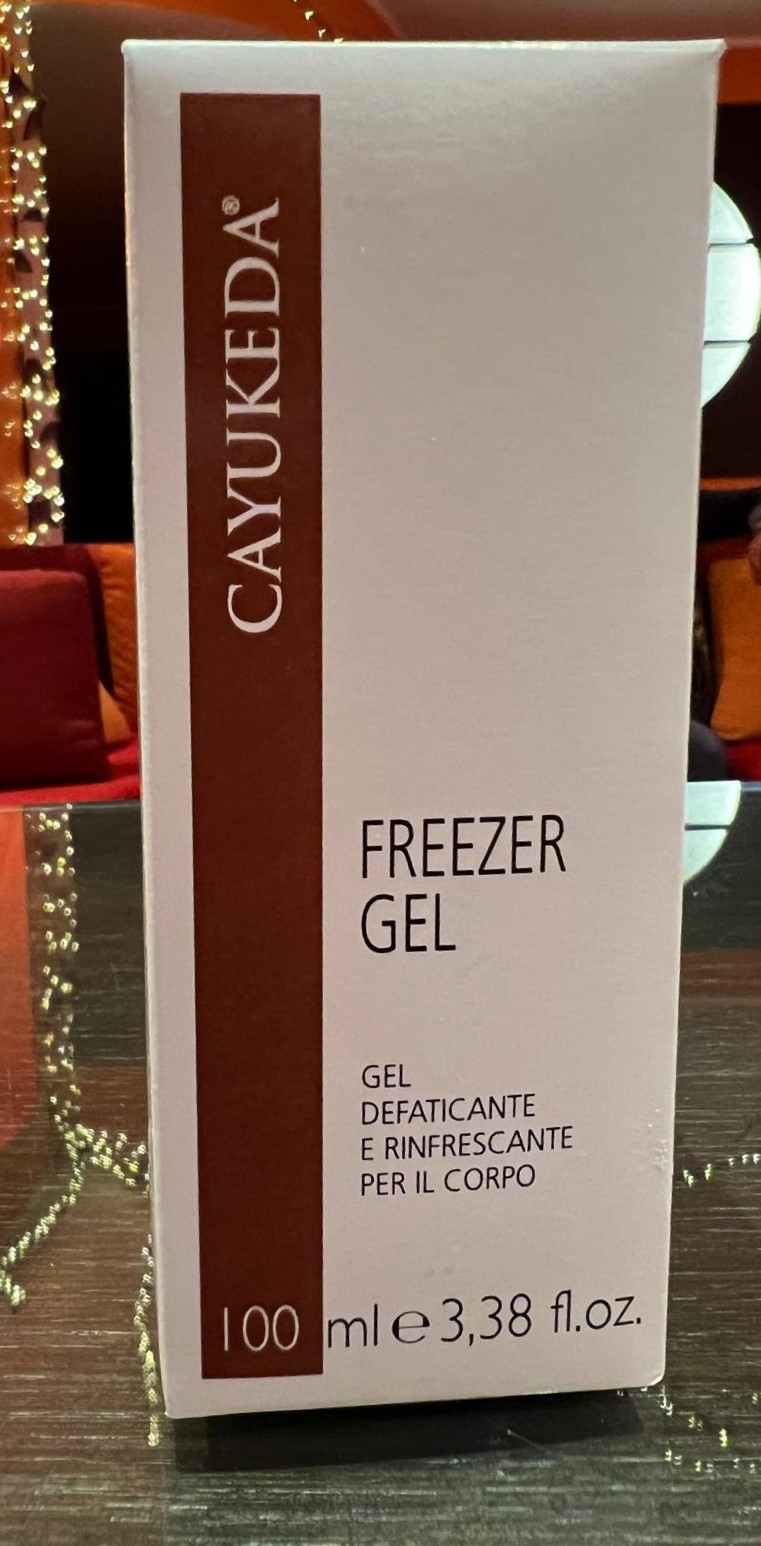 CAYUKEDA®
FREEZER
GEL
GEL
DEFATICANTE
E RINFRESCANTE
PER IL CORPO
100 ml e 3,38 fl.oz.